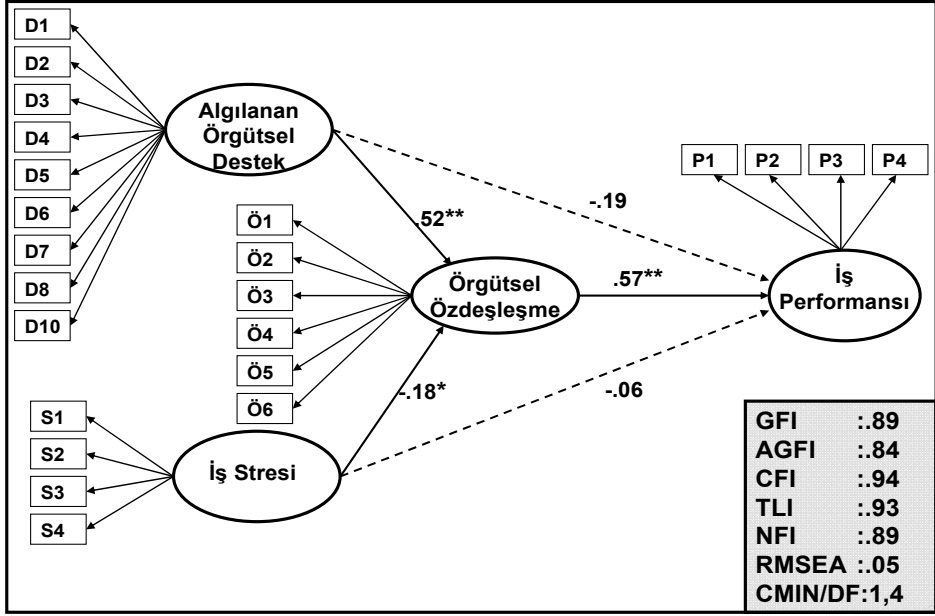 D1
D2
D3
D4
D5
D6
D7
D8
D10
Algılanan
Örgütsel
Destek
P1 P2 P3 P4
-.19
.52**
Ö1
Ö2
Ö3
Ö4
Ö5
Ö6
Örgütsel
Özdeşleşme
.57**
İş
Performansı
-.18*
-.06
S1
S2
S3
S4
İş Stresi
GFI :.89
AGFI :.84
CFI :.94
TLI :.93
NFI :.89
RMSEA :.05
CMIN/DF:1,4